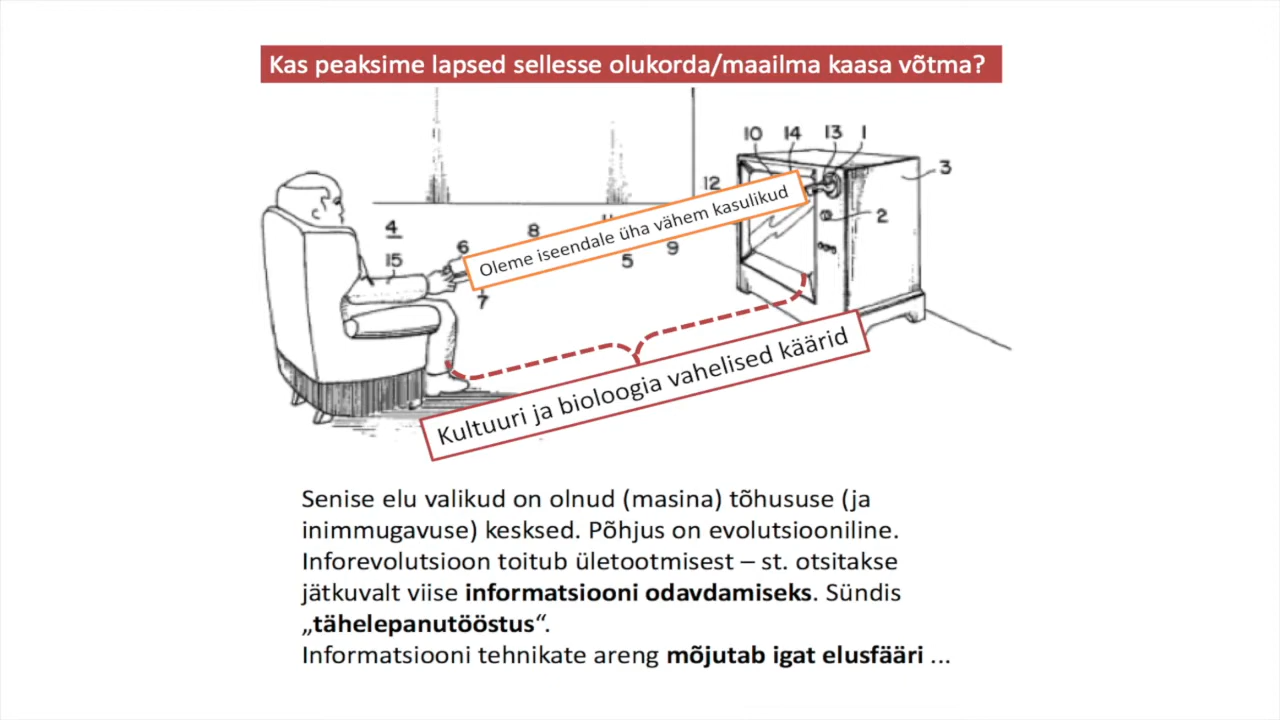 Kas peaksime lapsed sellesse olukorda/maailma kaasa võtma?
10 14 13 1
3
12
2
Oleme iseendale üha vähem kasulikud
4
8
6
9
15
5
7
Kultuuri ja bioloogia vahelised käärid
Senise elu valikud on olnud (masina) tõhususe (ja
inimmugavuse) kesksed. Põhjus on evolutsiooniline.
Inforevolutsioon toitub ületootmisest – st. otsitakse
jätkuvalt viise informatsiooni odavdamiseks. Sündis
„tähelepanutööstus“.
Informatsiooni tehnikate areng mõjutab igat elusfääri ...